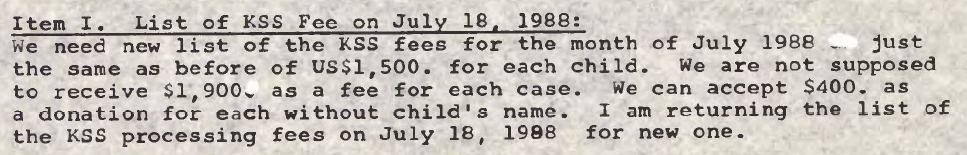 Item I.  List of KSS Fee on July 18, 1988:
We need new list of the KSS fees for the month of July 1988 - just
the same as before of US$1,500. for each child.  We are not supposed
to receive $1,900. as a fee for each case.  We can accept $400. as
a donation for each without child's name.  I am returning the list of
the KSS processing fees on July 18, 1988  for new one.